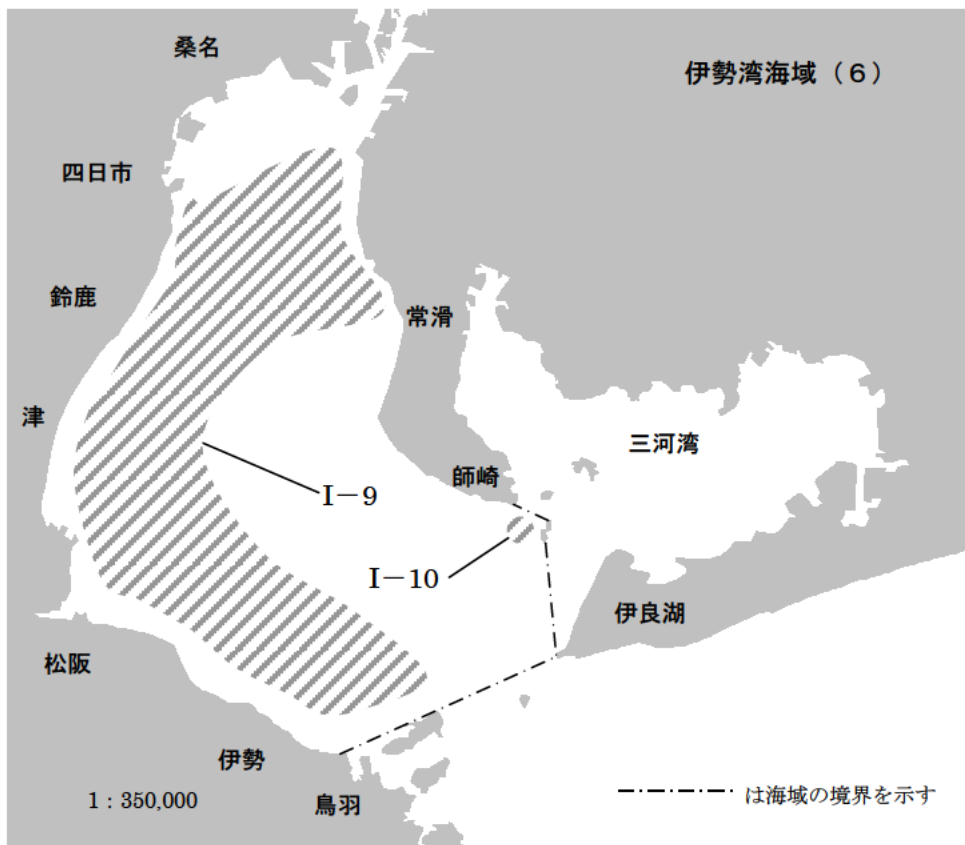 桑名
伊勢湾海域（６）
四日市
鈴鹿
常滑
津
三河湾
師崎
I－9
I－10
伊良湖
松阪
伊勢
1：350,000
鳥羽
は海域の境界を示す